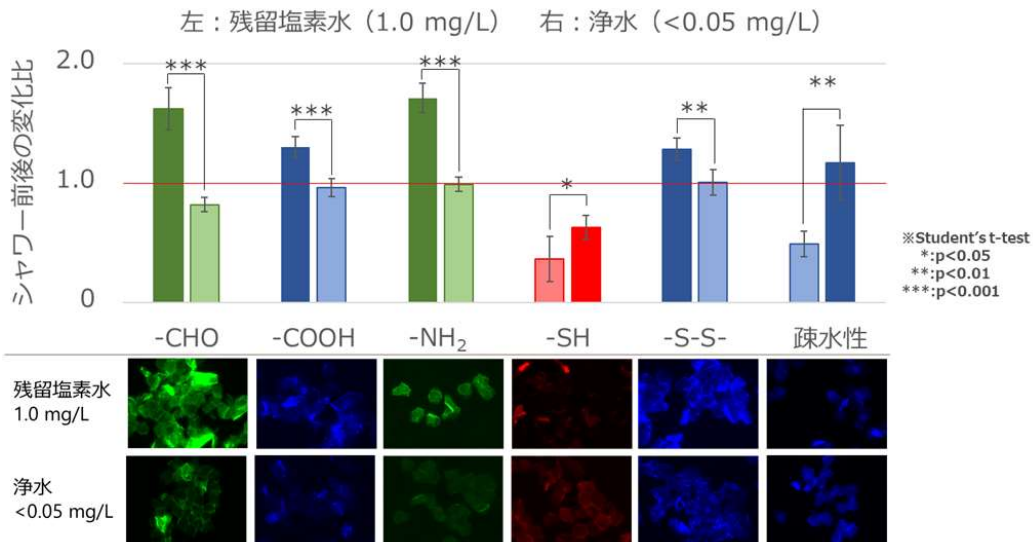 左：残留塩素水（1.0 mg/L） 右：浄水（<0.05 mg/L）
シャワー前後の変化比
2.0
1.0
0
*** *** *** * ** **
※Student's t-test
*:p<0.05
**:p<0.01
***:p<0.001
-CHO -COOH -NH₂ -SH -S-S- 疎水性
残留塩素水
1.0 mg/L
浄水
<0.05 mg/L